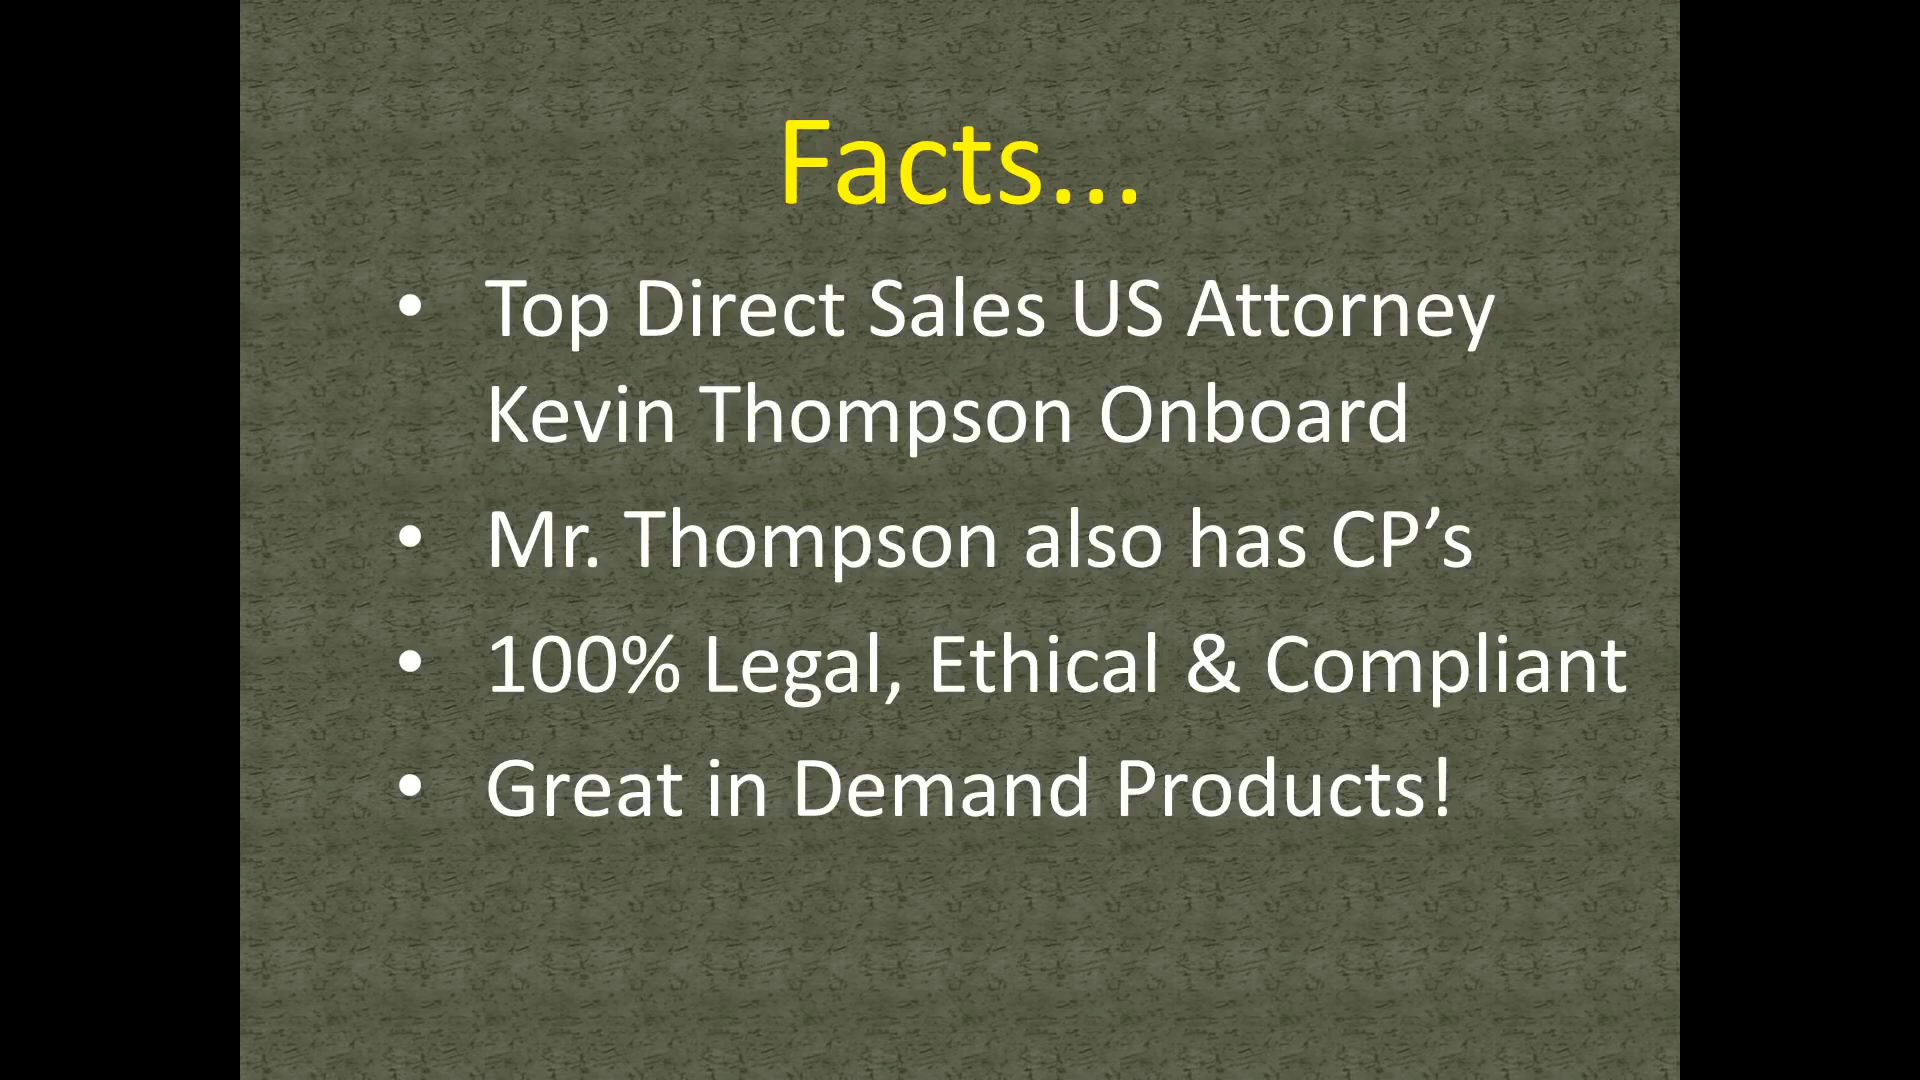 Facts...
• Top Direct Sales US Attorney
Kevin Thompson Onboard
• Mr. Thompson also has CP’s
• 100% Legal, Ethical & Compliant
• Great in Demand Products!